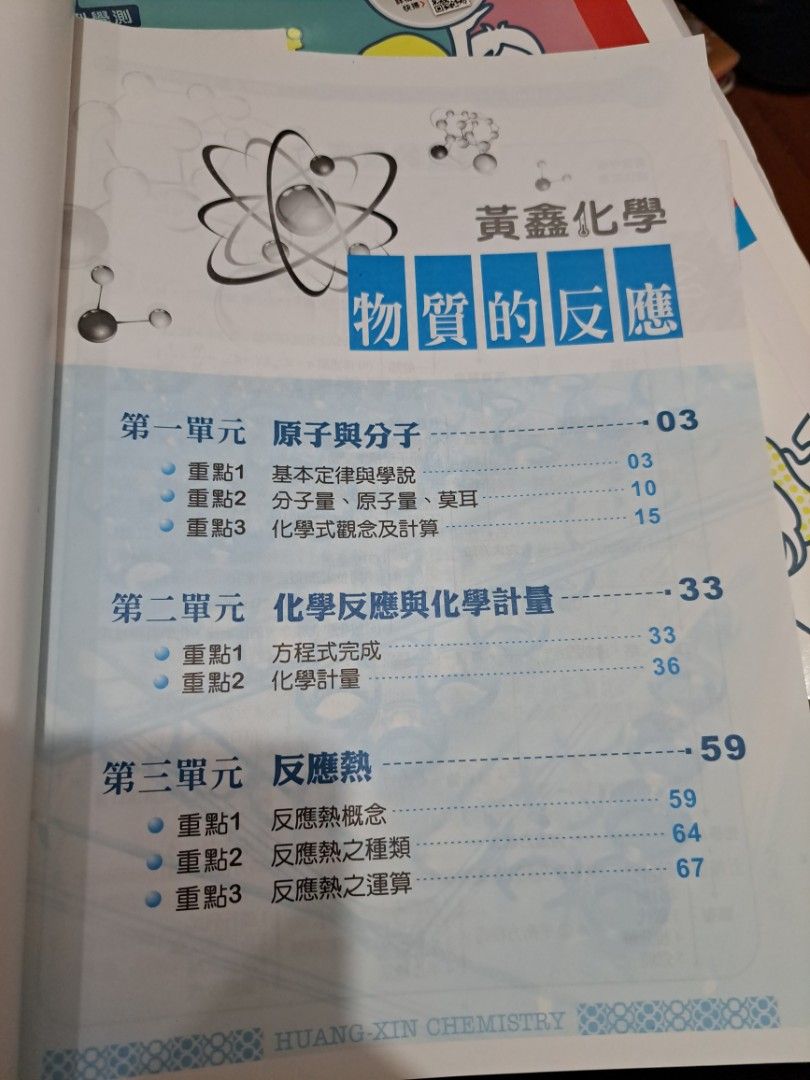 學測
黃鑫化學
物質的反應
第一單元 原子與分子 03
重點1 基本定律與學說 03
重點2 分子量、原子量、莫耳 10
重點3 化學式觀念及計算 15
第二單元 化學反應與化學計量 33
重點1 方程式完成 33
重點2 化學計量 36
第三單元 反應熱 59
重點1 反應熱概念 59
重點2 反應熱之種類 64
重點3 反應熱之運算 67
HUANG-XIN CHEMISTRY